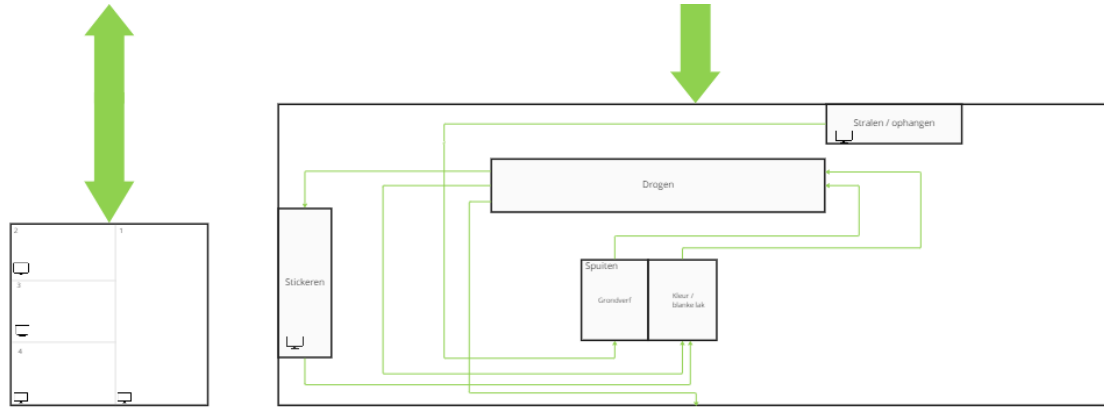 2
1
3
4
Stralen / ophangen
Drogen
Stickeren
Spuiten
Grondverf
Kleur /
blanke lak